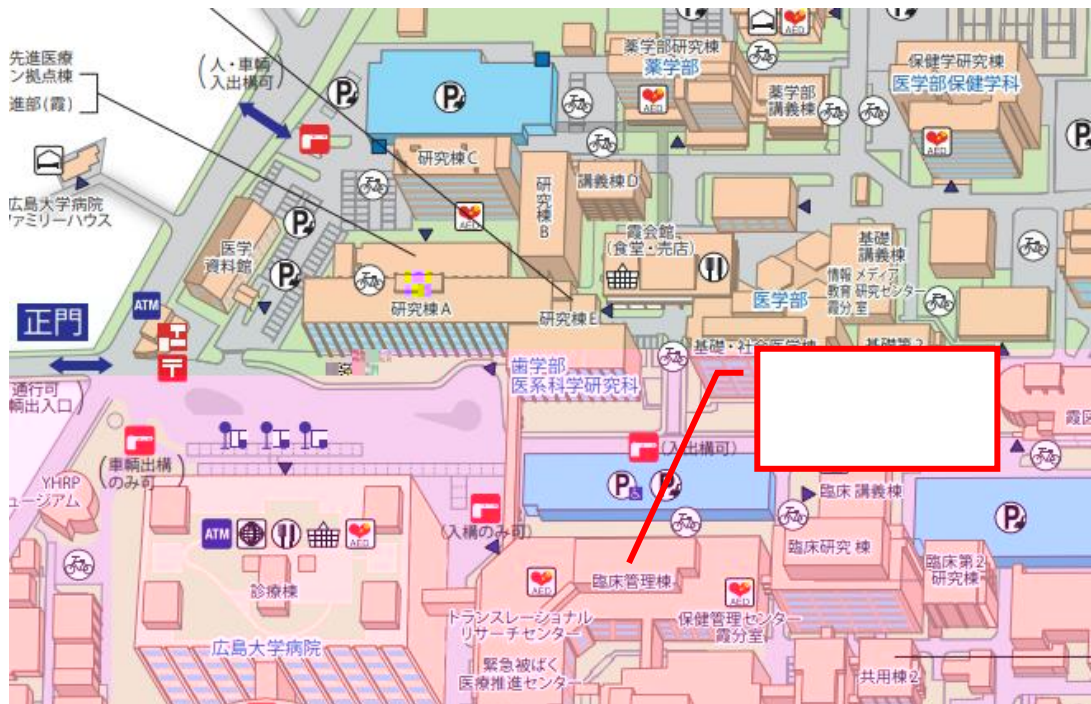 先進医療
ン拠点棟
進部(霞)
(人・車輌
入出構可)
P
P
薬学部研究棟
薬学部
AED
薬学部
講義棟
保健学研究棟
医学部保健学科
AED
P
AED
広島大学病院
ファミリーハウス
研究棟C
AED
研究棟B
講義棟D
医学
資料館
P
P
霞会館
(食堂・売店)
基礎
講義棟
情報 メディア
教育 研究センター
霞分 室
医学部
研究棟A
研究棟E
ATM
正門
歯学部
医系科学研究科
基礎・社会医学棟
基礎第2
通行可
輌出入口)
(車輌出構
のみ可)
(入出構可)
YHRP
ュージアム
P
P
臨床 講義棟
P
霞区
(入構のみ可)
ATM
AED
診療棟
広島大学病院
AED
臨床管理棟
AED
臨床研究 棟
臨床第2
研究棟
トランスレーショナル
リサーチセンター
保健管理センター
霞分室
緊急被ばく
医療推進センター
共用棟2